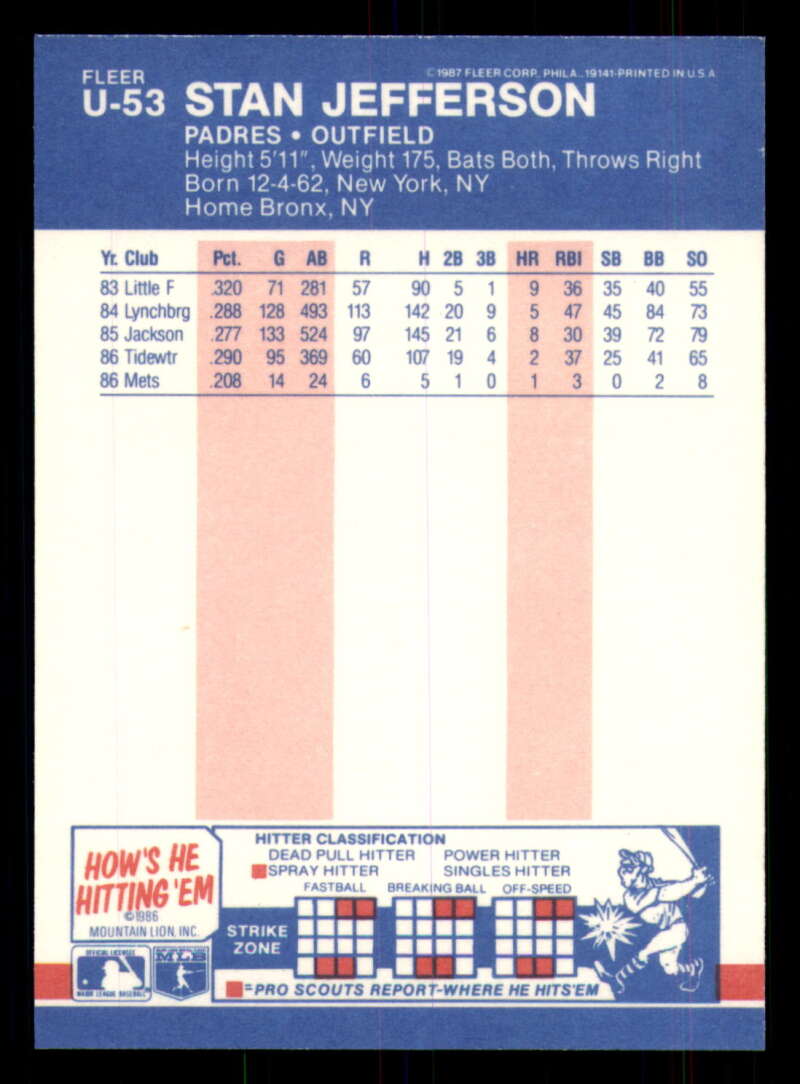 FLEER
©1987 FLEER CORP., PHILA., 19141-PRINTED IN U.S.A.
U-53 STAN JEFFERSON
PADRES • OUTFIELD
Height 5'11", Weight 175, Bats Both, Throws Right
Born 12-4-62, New York, NY
Home Bronx, NY
Yr. Club Pct. G AB R H 2B 3B HR RBI SB BB SO
83 Little F .320 71 281 57 90 5 1 9 36 35 40 55
84 Lynchbrg .288 128 493 113 142 20 9 5 47 45 84 73
85 Jackson .277 133 524 97 145 21 6 8 30 39 72 79
86 Tidewtr .290 95 369 60 107 19 4 2 37 25 41 65
86 Mets .208 14 24 6 5 1 0 1 3 0 2 8
HOW'S HE
HITTING 'EM
©1986
MOUNTAIN LION, INC.
OFFICIAL LICENSEE
MAJOR LEAGUE BASEBALL
MLB
HITTER CLASSIFICATION
DEAD PULL HITTER POWER HITTER
SPRAY HITTER SINGLES HITTER
FASTBALL BREAKING BALL OFF-SPEED
STRIKE
ZONE
=PRO SCOUTS REPORT-WHERE HE HITS'EM